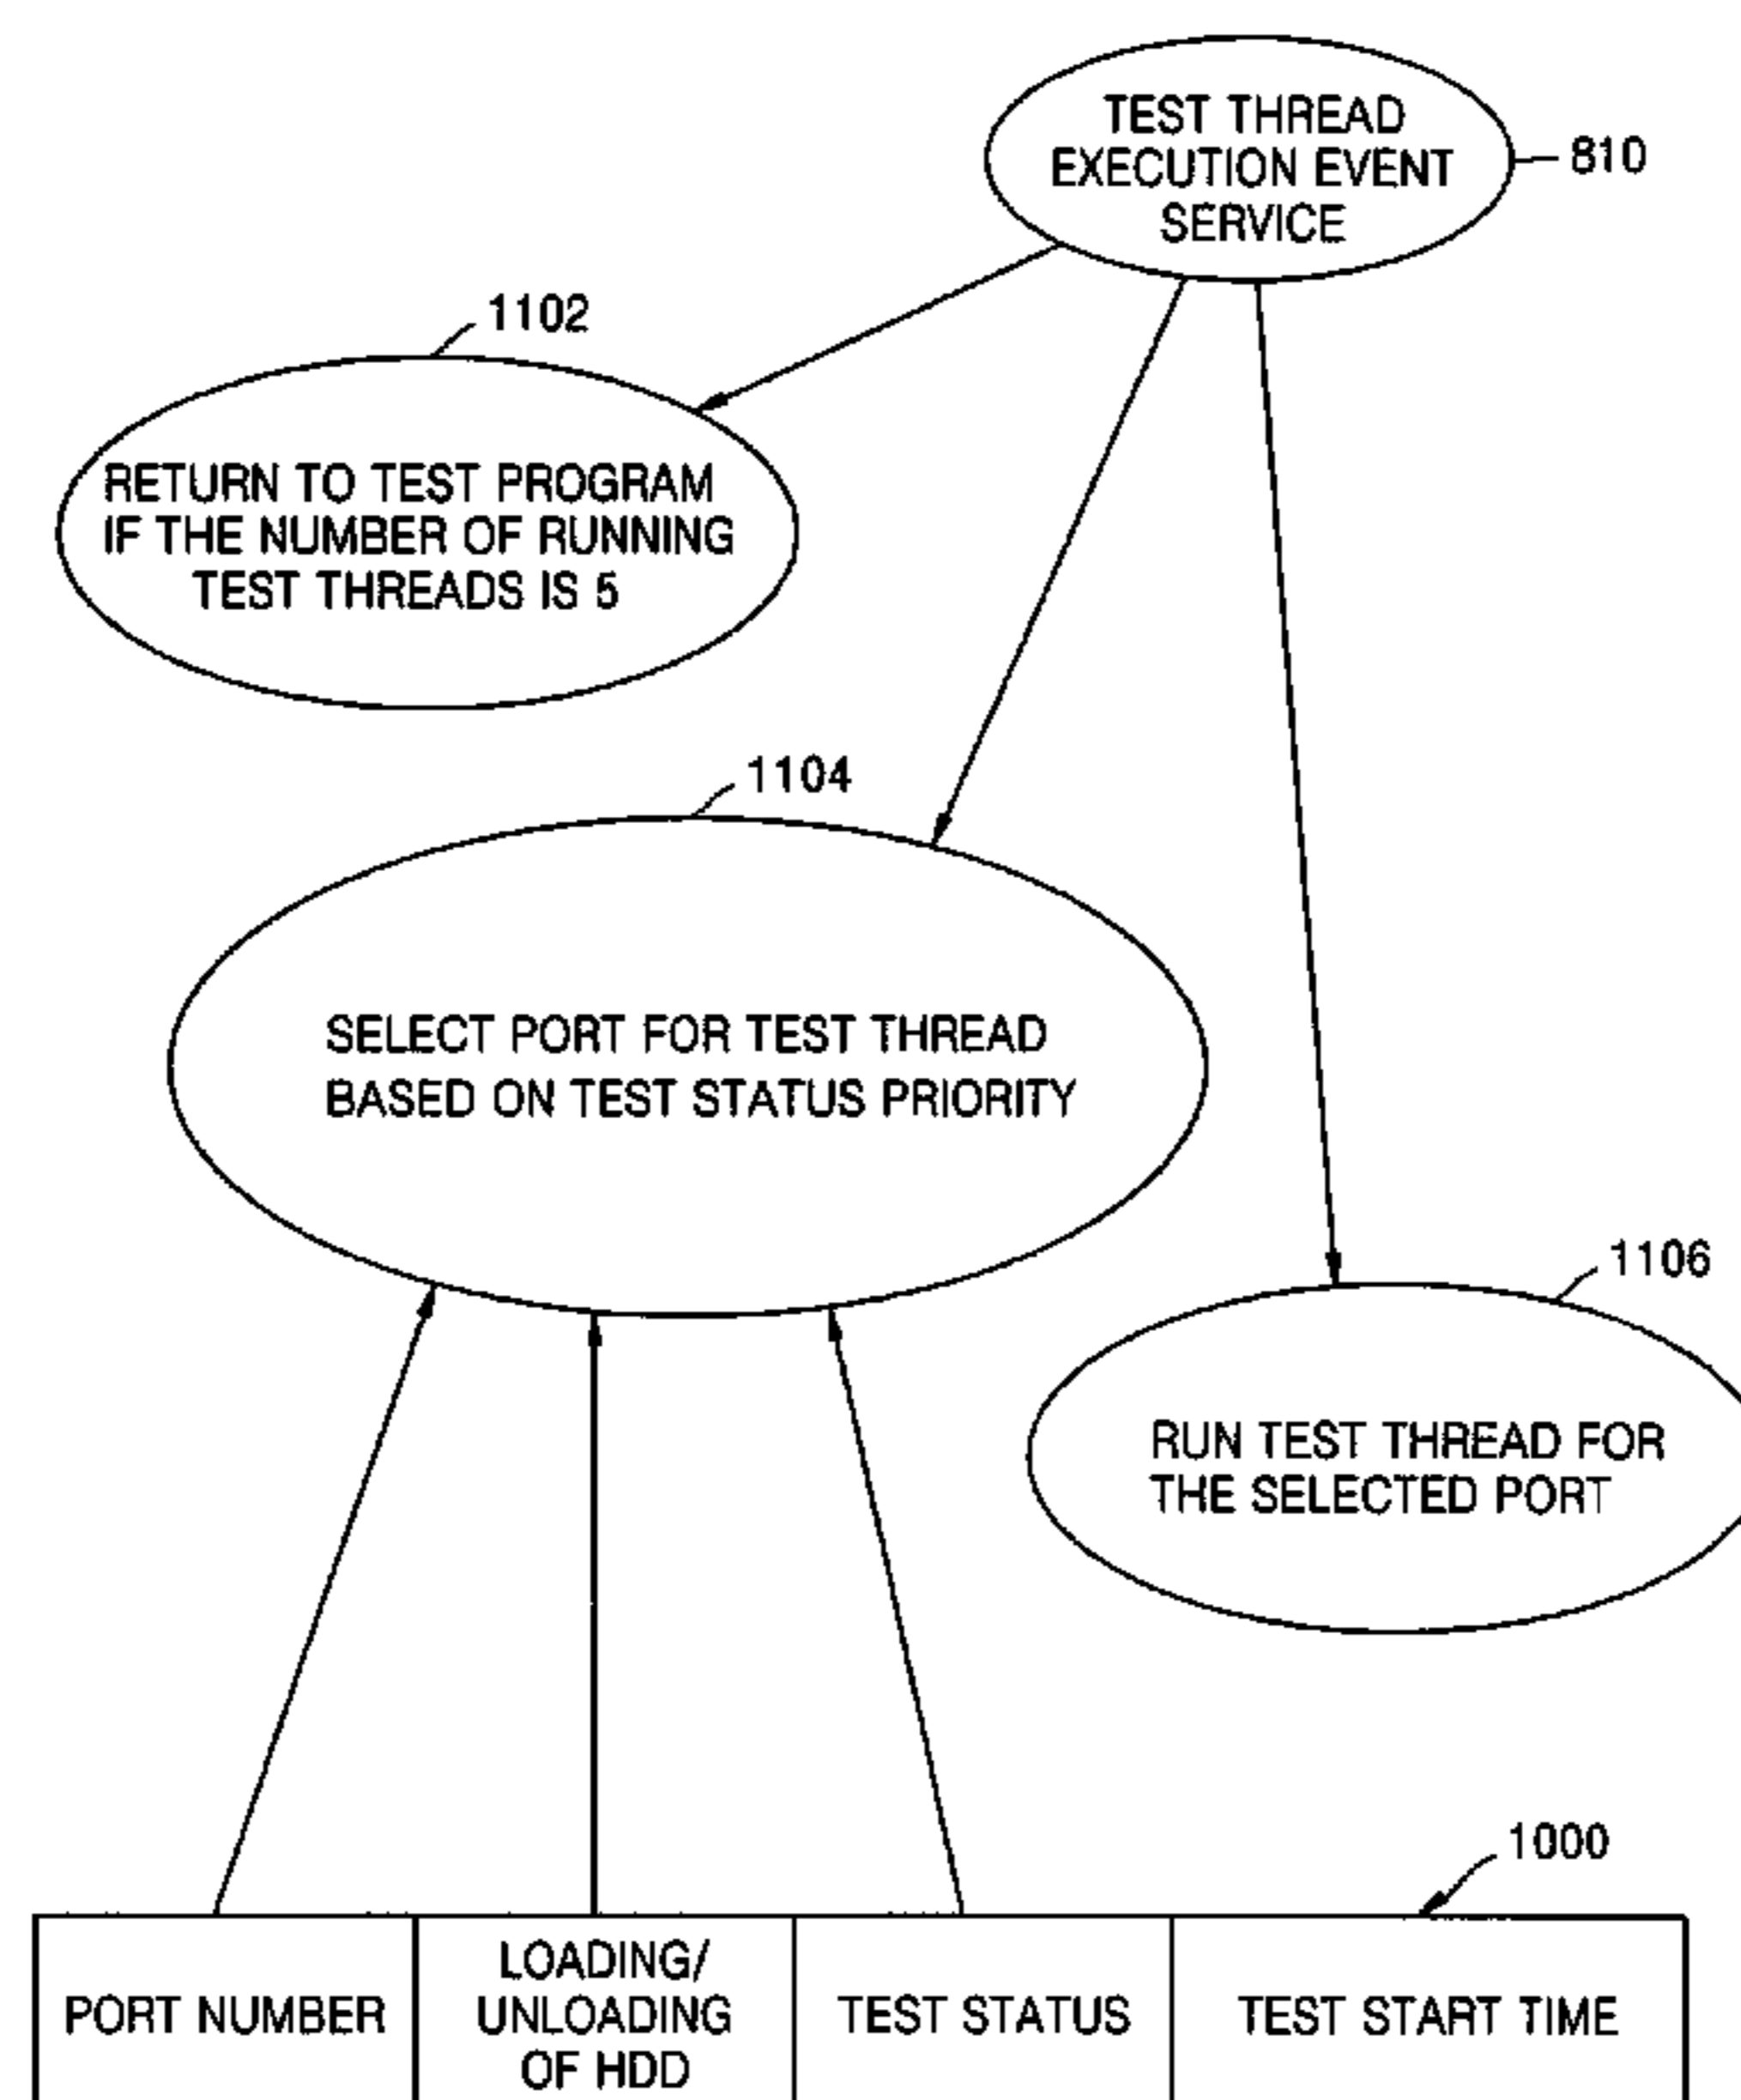 TEST THREAD
EXECUTION EVENT
SERVICE
810
1102
RETURN TO TEST PROGRAM
IF THE NUMBER OF RUNNING
TEST THREADS IS 5
1104
SELECT PORT FOR TEST THREAD
BASED ON TEST STATUS PRIORITY
1106
RUN TEST THREAD FOR
THE SELECTED PORT
1000
PORT NUMBER
LOADING/
UNLOADING
OF HDD
TEST STATUS
TEST START TIME